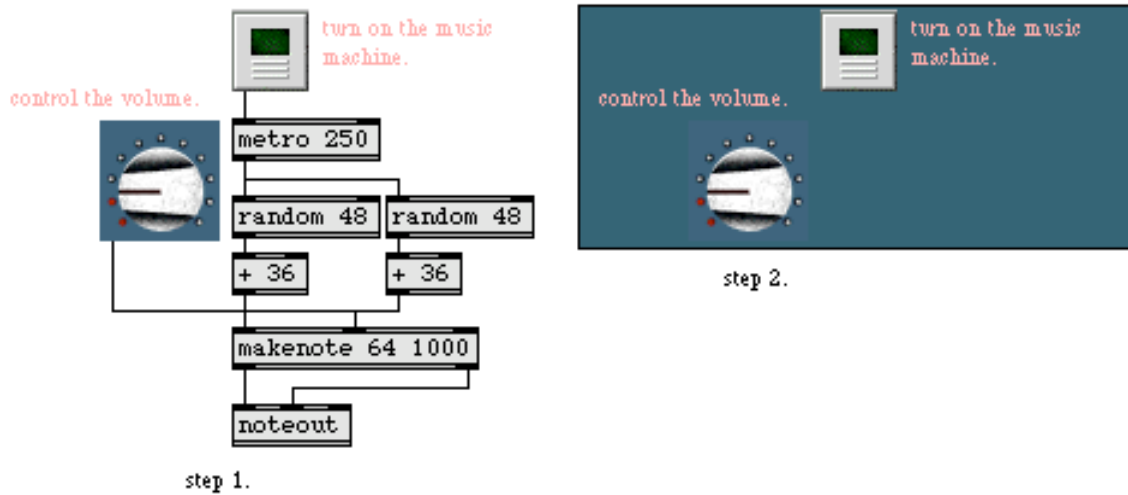 turn on the music
machine.
control the volume.
metro 250
random 48
random 48
+ 36
+ 36
makenote 64 1000
noteout
step 1.
turn on the music
machine.
control the volume.
step 2.